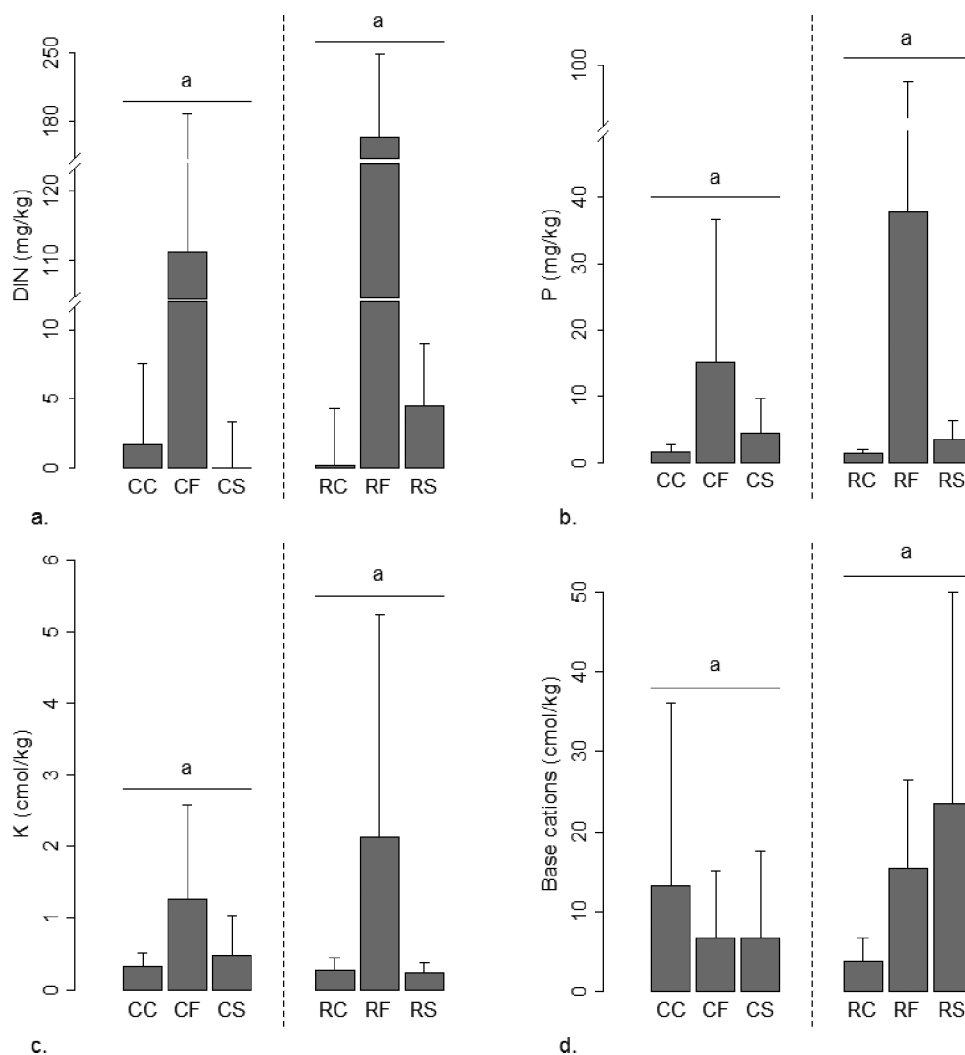 DIN (mg/kg)
250
180
120
110
10
5
0
a
a
CC CF CS RC RF RS
a.
P (mg/kg)
100
40
30
20
10
0
a
a
CC CF CS RC RF RS
b.
K (cmol/kg)
6
5
4
3
2
1
0
a
a
CC CF CS RC RF RS
c.
Base cations (cmol/kg)
50
40
30
20
10
0
a
a
CC CF CS RC RF RS
d.